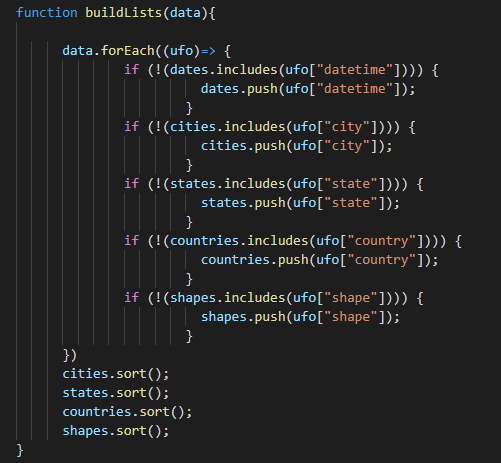 function buildLists(data){
data.forEach((ufo)=> {
if (!(dates.includes(ufo["datetime"]))) {
dates.push(ufo["datetime"]);
}
if (!(cities.includes(ufo["city"]))) {
cities.push(ufo["city"]);
}
if (!(states.includes(ufo["state"]))) {
states.push(ufo["state"]);
}
if (!(countries.includes(ufo["country"]))) {
countries.push(ufo["country"]);
}
if (!(shapes.includes(ufo["shape"]))) {
shapes.push(ufo["shape"]);
}
})
cities.sort();
states.sort();
countries.sort();
shapes.sort();
}